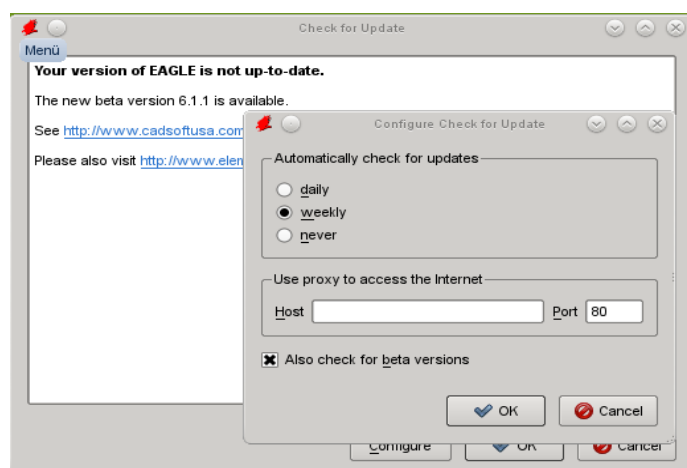 Check for Update
Menü
Your version of EAGLE is not up-to-date.
The new beta version 6.1.1 is available.
See http://www.cadsoftusa.com
Please also visit http://www.elem
Configure Check for Update
Automatically check for updates
daily
weekly
never
Use proxy to access the Internet
Host Port 80
Also check for beta versions
OK Cancel
Configure OK Cancel